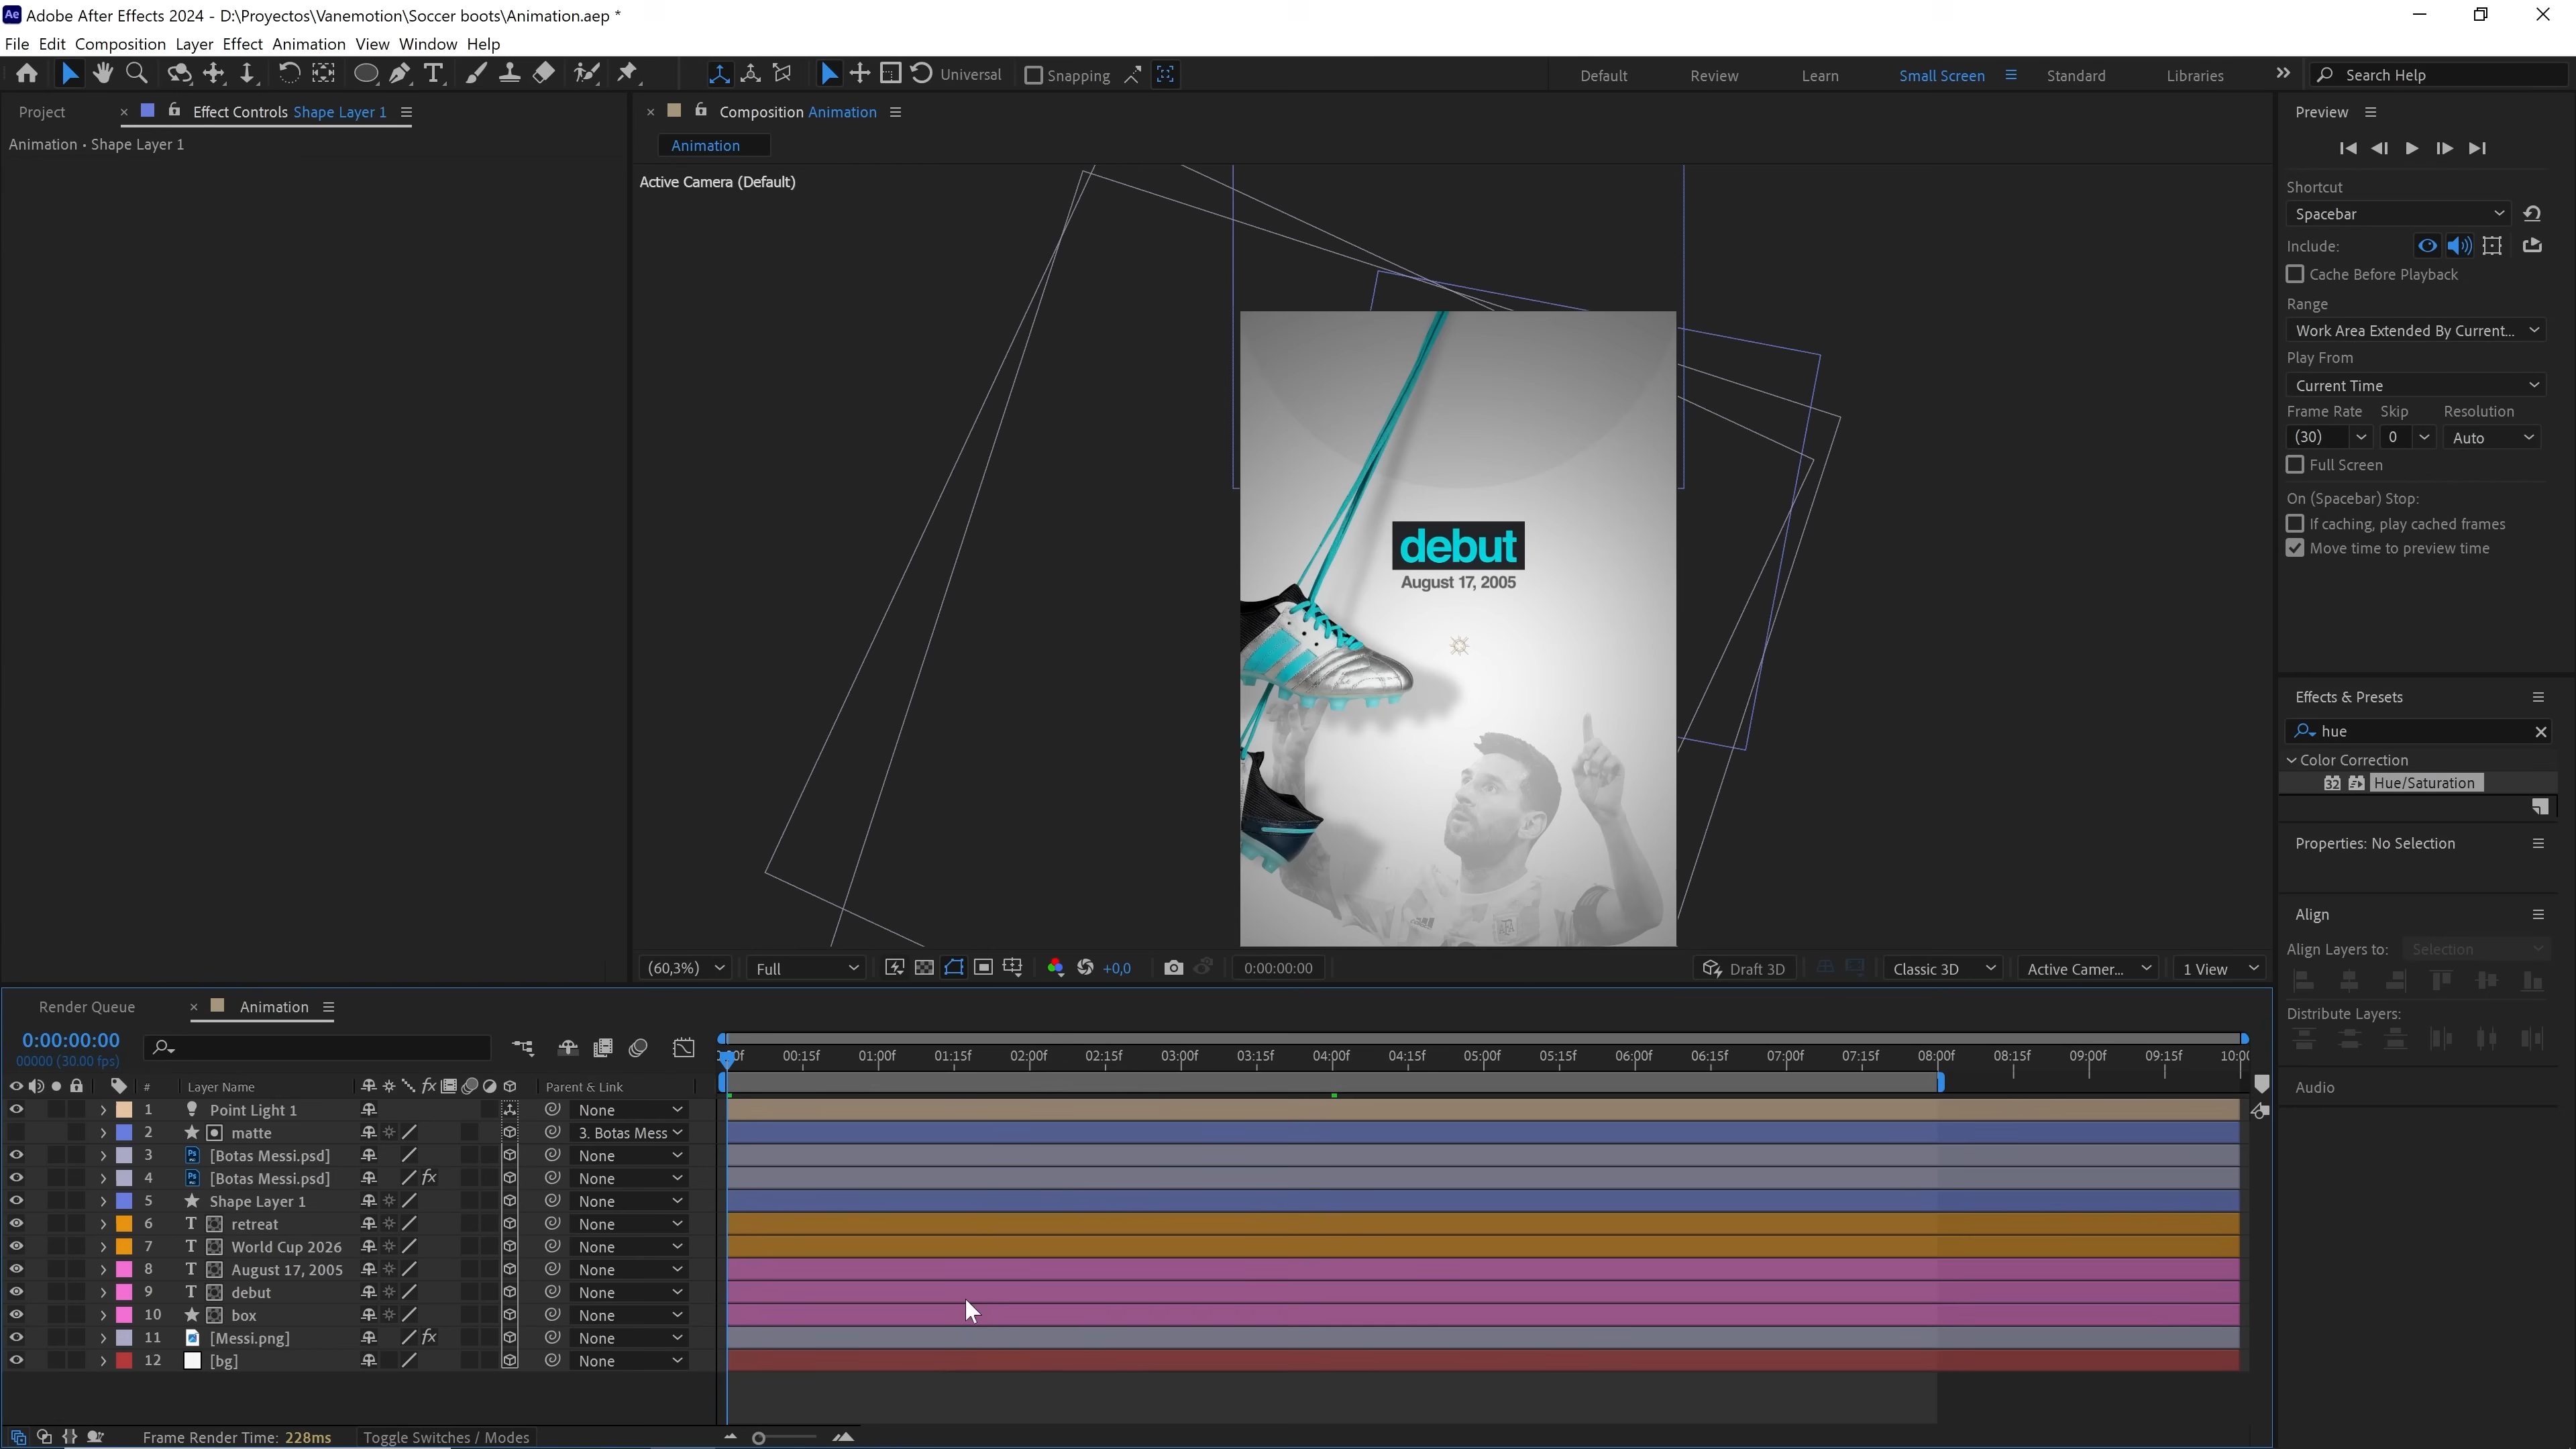 Ae Adobe After Effects 2024 - D:\Proyectos\Vanemotion\Soccer boots\Animation.aep *
File Edit Composition Layer Effect Animation View Window Help
Universal Snapping Default Review Learn Small Screen Standard Libraries Search Help
Project Effect Controls Shape Layer 1
Animation • Shape Layer 1
Composition Animation
Animation
Active Camera (Default)
debut
August 17, 2005
(60,3%) Full +0,0 0:00:00:00 Draft 3D Classic 3D Active Camer... 1 View
Preview
Shortcut
Spacebar
Include:
Cache Before Playback
Range
Work Area Extended By Current...
Play From
Current Time
Frame Rate Skip Resolution
(30) 0 Auto
Full Screen
On (Spacebar) Stop:
If caching, play cached frames
Move time to preview time
Effects & Presets
hue
Color Correction
32 Hue/Saturation
Properties: No Selection
Align
Align Layers to: Selection
Distribute Layers:
Audio
Render Queue Animation
0:00:00:00
00000 (30.00 fps)
00:15f 01:00f 01:15f 02:00f 02:15f 03:00f 03:15f 04:00f 04:15f 05:00f 05:15f 06:00f 06:15f 07:00f 07:15f 08:00f 08:15f 09:00f 09:15f
# Layer Name fx Parent & Link
1 Point Light 1 None
2 matte 3. Botas Mess
3 Ps [Botas Messi.psd] None
4 Ps [Botas Messi.psd] fx None
5 Shape Layer 1 None
6 T retreat None
7 T World Cup 2026 None
8 T August 17, 2005 None
9 T debut None
10 box None
11 [Messi.png] fx None
12 [bg] None
Frame Render Time: 228ms Toggle Switches / Modes